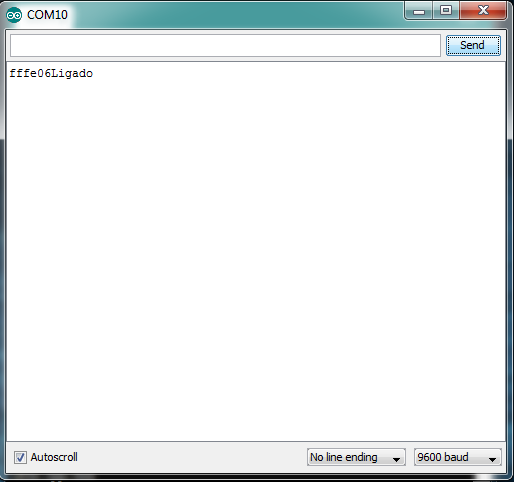 COM10
Send
fffe06Ligado
Autoscroll
No line ending
9600 baud